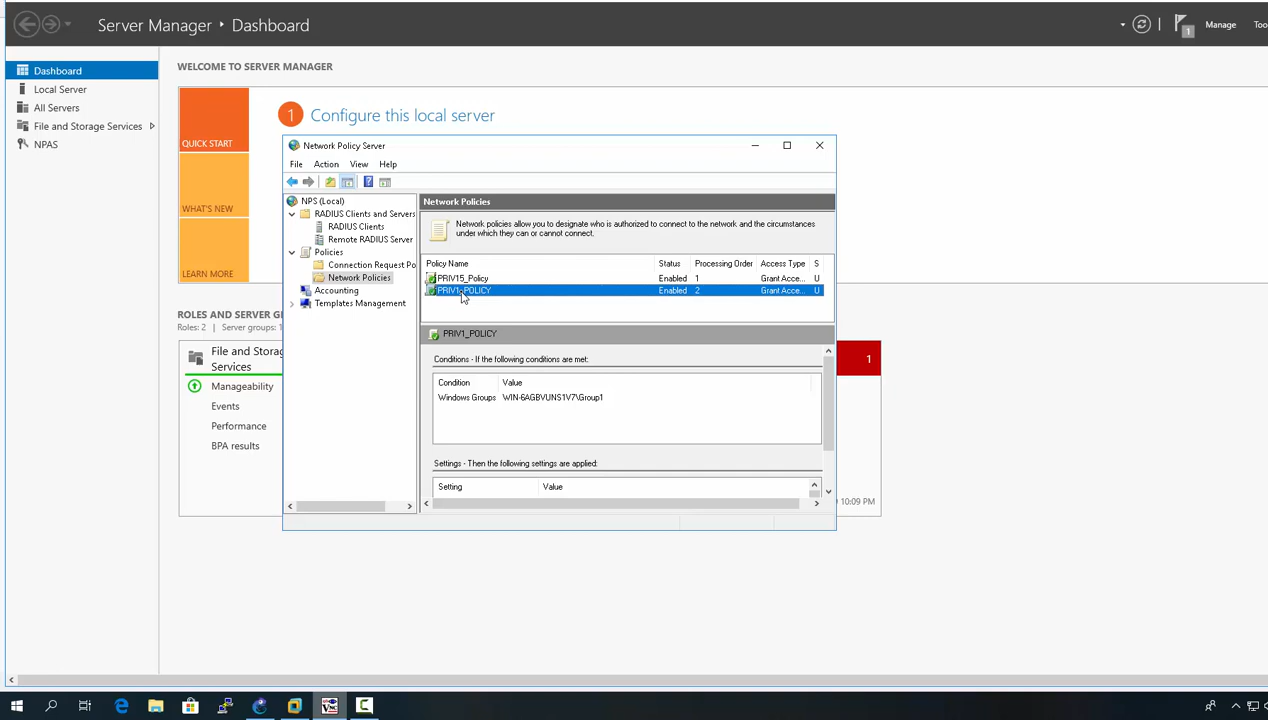 Server Manager ‣ Dashboard
1
Manage
Too
Dashboard
Local Server
All Servers
File and Storage Services
NPAS
WELCOME TO SERVER MANAGER
QUICK START
WHAT'S NEW
LEARN MORE
1 Configure this local server
Network Policy Server
File Action View Help
NPS (Local)
RADIUS Clients and Servers
RADIUS Clients
Remote RADIUS Server
Policies
Connection Request Po
Network Policies
Accounting
Templates Management
Network Policies
Network policies allow you to designate who is authorized to connect to the network and the circumstances
under which they can or cannot connect.
Policy Name Status Processing Order Access Type S
PRIV15_Policy Enabled 1 Grant Acce... U
PRIV1_POLICY Enabled 2 Grant Acce... U
PRIV1_POLICY
Conditions - If the following conditions are met:
Condition Value
Windows Groups WIN-6AGBVUNS1V7\Group1
Settings - Then the following settings are applied:
Setting Value
ROLES AND SERVER G
Roles: 2 | Server groups: 1
File and Storag
Services
Manageability
Events
Performance
BPA results
1
10:09 PM